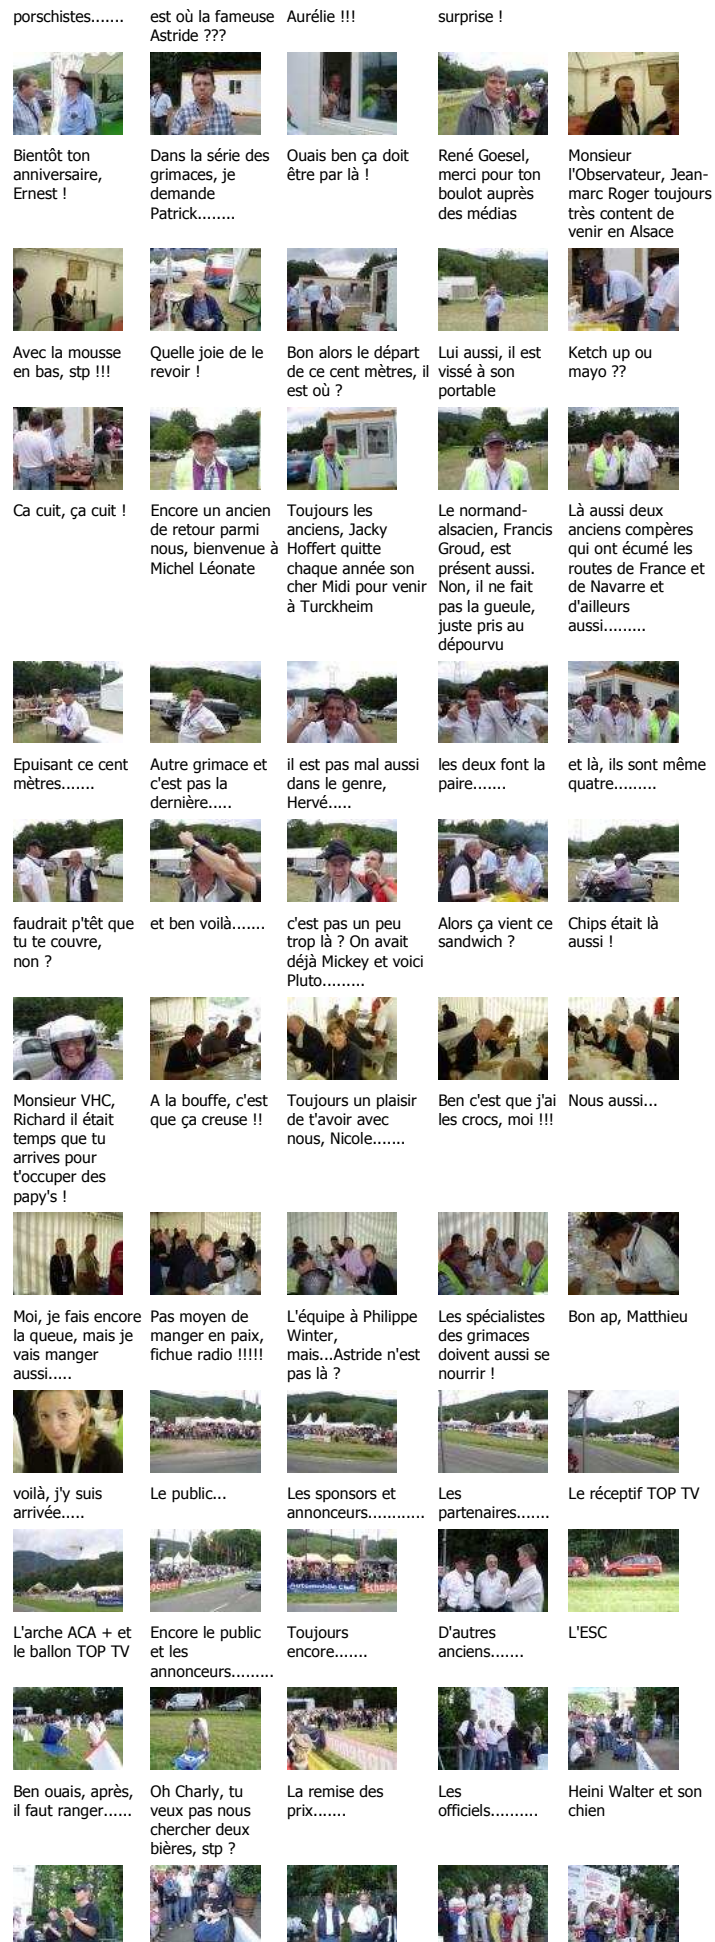 porschistes.......
est où la fameuse
Astride ???
Aurélie !!!
surprise !
Bientôt ton
anniversaire,
Ernest !
Dans la série des
grimaces, je
demande
Patrick........
Ouais ben ça doit
être par là !
René Goesel,
merci pour ton
boulot auprès
des médias
Monsieur
l'Observateur, Jean-
marc Roger toujours
très content de
venir en Alsace
Avec la mousse
en bas, stp !!!
Quelle joie de le
revoir !
Bon alors le départ
de ce cent mètres, il
est où ?
Lui aussi, il est
vissé à son
portable
Ketch up ou
mayo ??
Ca cuit, ça cuit !
Encore un ancien
de retour parmi
nous, bienvenue à
Michel Léonate
Toujours les
anciens, Jacky
Hoffert quitte
chaque année son
cher Midi pour venir
à Turckheim
Le normand-
alsacien, Francis
Groud, est
présent aussi.
Non, il ne fait
pas la gueule,
juste pris au
dépourvu
Là aussi deux
anciens compères
qui ont écumé les
routes de France et
de Navarre et
d'ailleurs
aussi.........
Epuisant ce cent
mètres.......
Autre grimace et
c'est pas la
dernière.....
il est pas mal aussi
dans le genre,
Hervé.....
les deux font la
paire.......
et là, ils sont même
quatre.........
faudrait p'têt que
tu te couvre,
non ?
et ben voilà.......
c'est pas un peu
trop là ? On avait
déjà Mickey et voici
Pluto.........
Alors ça vient ce
sandwich ?
Chips était là
aussi !
Monsieur VHC,
Richard il était
temps que tu
arrives pour
t'occuper des
papy's !
A la bouffe, c'est
que ça creuse !!
Toujours un plaisir
de t'avoir avec
nous, Nicole.......
Ben c'est que j'ai
les crocs, moi !!!
Nous aussi...
Moi, je fais encore
la queue, mais je
vais manger
aussi.....
Pas moyen de
manger en paix,
fichue radio !!!!!
L'équipe à Philippe
Winter,
mais...Astride n'est
pas là ?
Les spécialistes
des grimaces
doivent aussi se
nourrir !
Bon ap, Matthieu
voilà, j'y suis
arrivée.....
Le public...
Les sponsors et
annonceurs............
Les
partenaires.......
Le réceptif TOP TV
L'arche ACA + et
le ballon TOP TV
Encore le public
et les
annonceurs.........
Automobile Club
Toujours
encore.......
D'autres
anciens.......
L'ESC
Ben ouais, après,
il faut ranger......
Oh Charly, tu
veux pas nous
chercher deux
bières, stp ?
La remise des
prix.......
Les
officiels..........
Heini Walter et son
chien